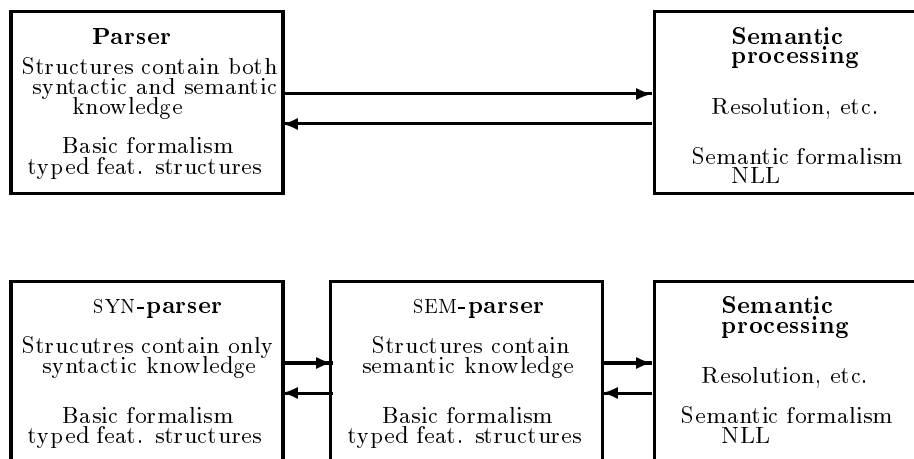 Parser
Structures contain both
syntactic and semantic
knowledge
Basic formalism
typed feat. structures
Semantic
processing
Resolution, etc.
Semantic formalism
NLL
SYN-parser
Strucutres contain only
syntactic knowledge
Basic formalism
typed feat. structures
SEM-parser
Structures contain
semantic knowledge
Basic formalism
typed feat. structures
Semantic
processing
Resolution, etc.
Semantic formalism
NLL